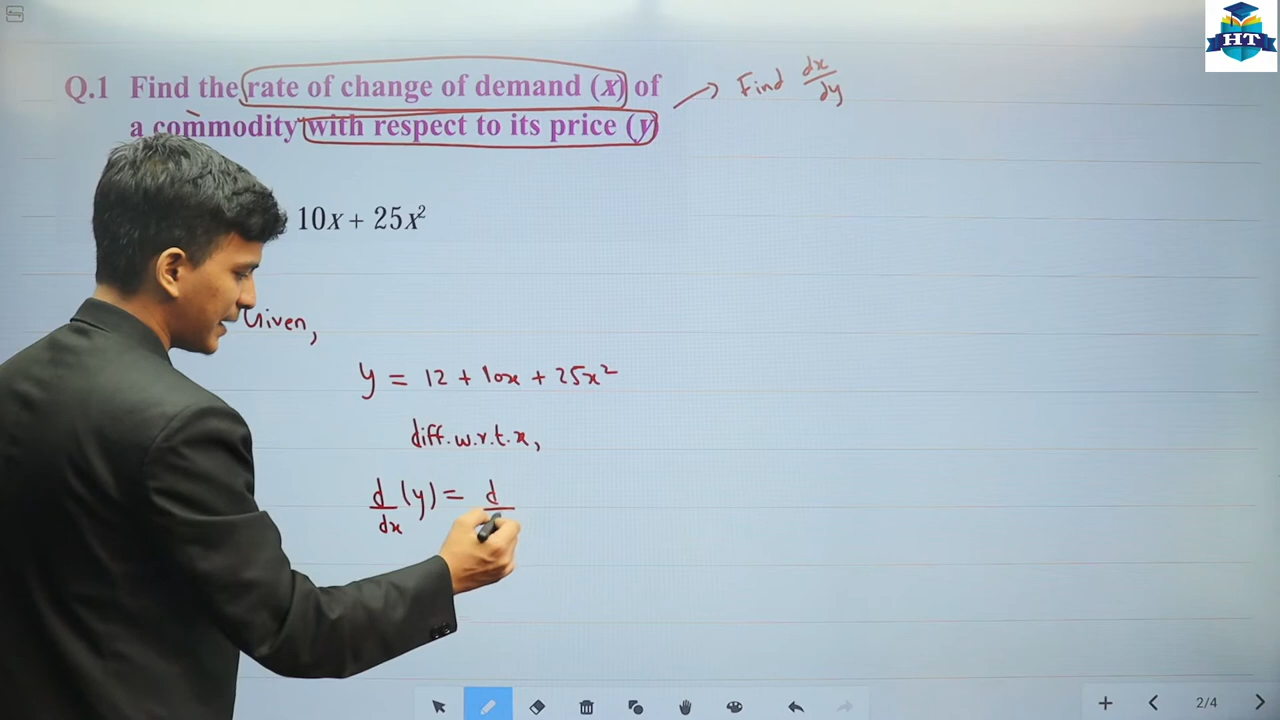 HT
Q.1 Find the rate of change of demand (x) of
a commodity with respect to its price (y)
→ Find dx/dy
10x + 25x²
Given,
y = 12 + 10x + 25x²
diff. w.r.t. x,
d/dx (y) = d
2/4